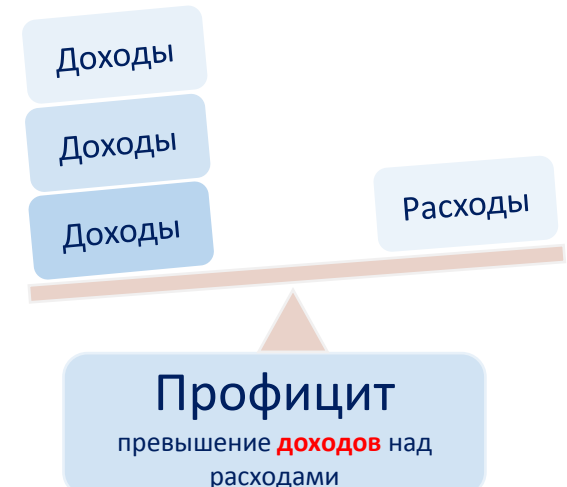 Доходы
Доходы
Доходы
Расходы
Профицит
превышение доходов над
расходами